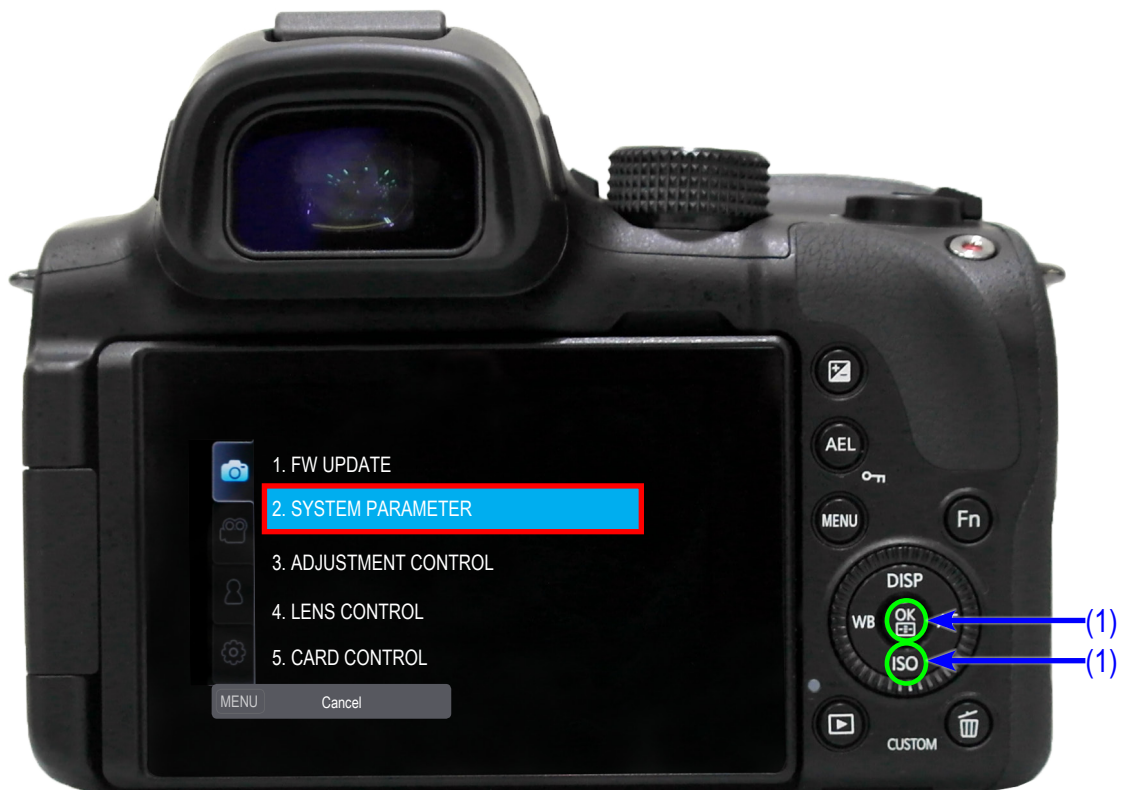 1. FW UPDATE
2. SYSTEM PARAMETER
3. ADJUSTMENT CONTROL
4. LENS CONTROL
5. CARD CONTROL
MENU Cancel
AEL
MENU
Fn
DISP
WB
OK
ISO
CUSTOM
(1)
(1)